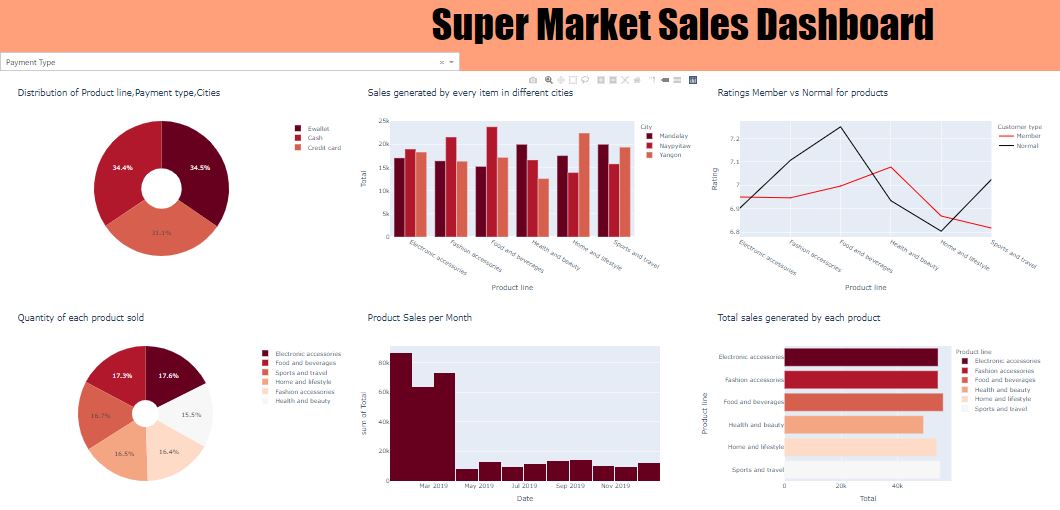 Super Market Sales Dashboard
Payment Type
Distribution of Product line,Payment type,Cities
34.4%
34.5%
31.1%
Ewallet
Cash
Credit card
Sales generated by every item in different cities
25k
20k
15k
10k
5k
0
Total
Electronic accessories
Fashion accessories
Food and beverages
Health and beauty
Home and lifestyle
Sports and travel
Product line
City
Mandalay
Naypyitaw
Yangon
Ratings Member vs Normal for products
7.2
7.1
7
6.9
6.8
Rating
Electronic accessories
Fashion accessories
Food and beverages
Health and beauty
Home and lifestyle
Sports and travel
Product line
Customer type
Member
Normal
Quantity of each product sold
17.3%
17.6%
16.7%
15.5%
16.5%
16.4%
Electronic accessories
Food and beverages
Sports and travel
Home and lifestyle
Fashion accessories
Health and beauty
Product Sales per Month
80k
60k
40k
20k
0
sum of Total
Mar 2019
May 2019
Jul 2019
Sep 2019
Nov 2019
Date
Total sales generated by each product
Product line
Electronic accessories
Fashion accessories
Food and beverages
Health and beauty
Home and lifestyle
Sports and travel
0
20k
40k
Total
Product line
Electronic accessories
Fashion accessories
Food and beverages
Health and beauty
Home and lifestyle
Sports and travel